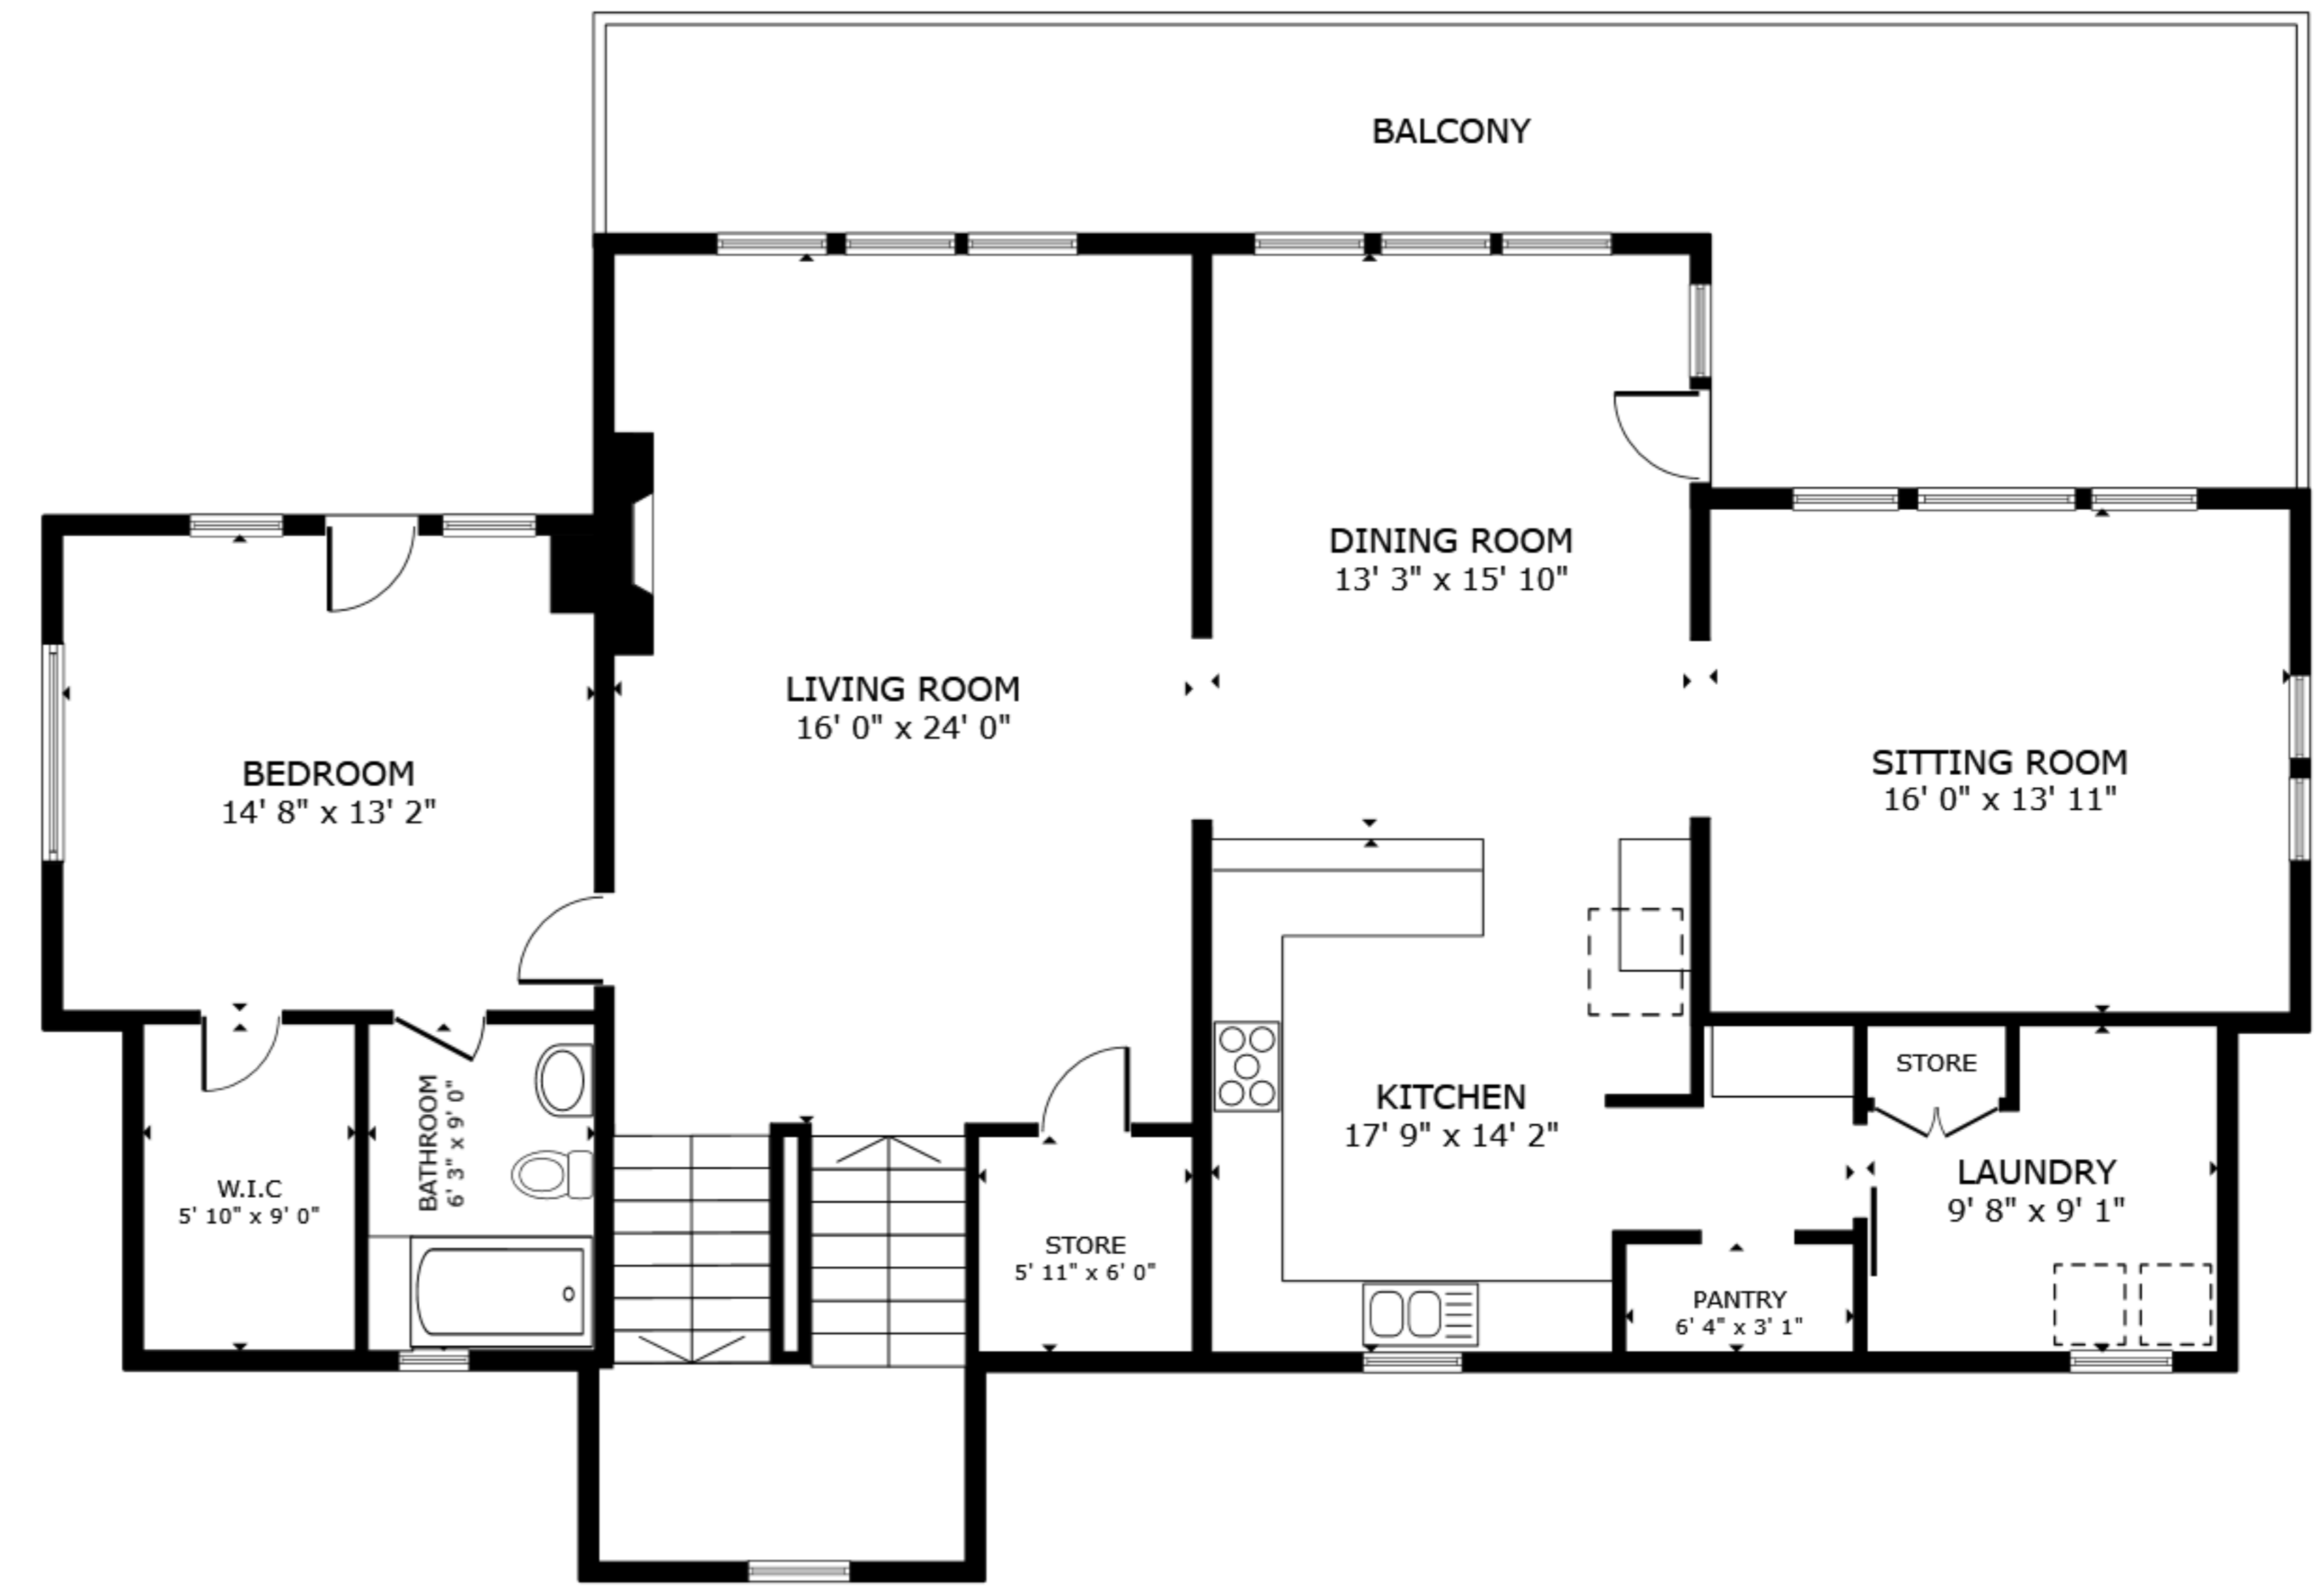 BALCONY
DINING ROOM
13' 3" x 15' 10"
LIVING ROOM
16' 0" x 24' 0"
BEDROOM
14' 8" x 13' 2"
SITTING ROOM
16' 0" x 13' 11"
STORE
KITCHEN
17' 9" x 14' 2"
BATHROOM
6' 3" x 9' 0"
LAUNDRY
9' 8" x 9' 1"
W.I.C
5' 10" x 9' 0"
STORE
5' 11" x 6' 0"
PANTRY
6' 4" x 3' 1"